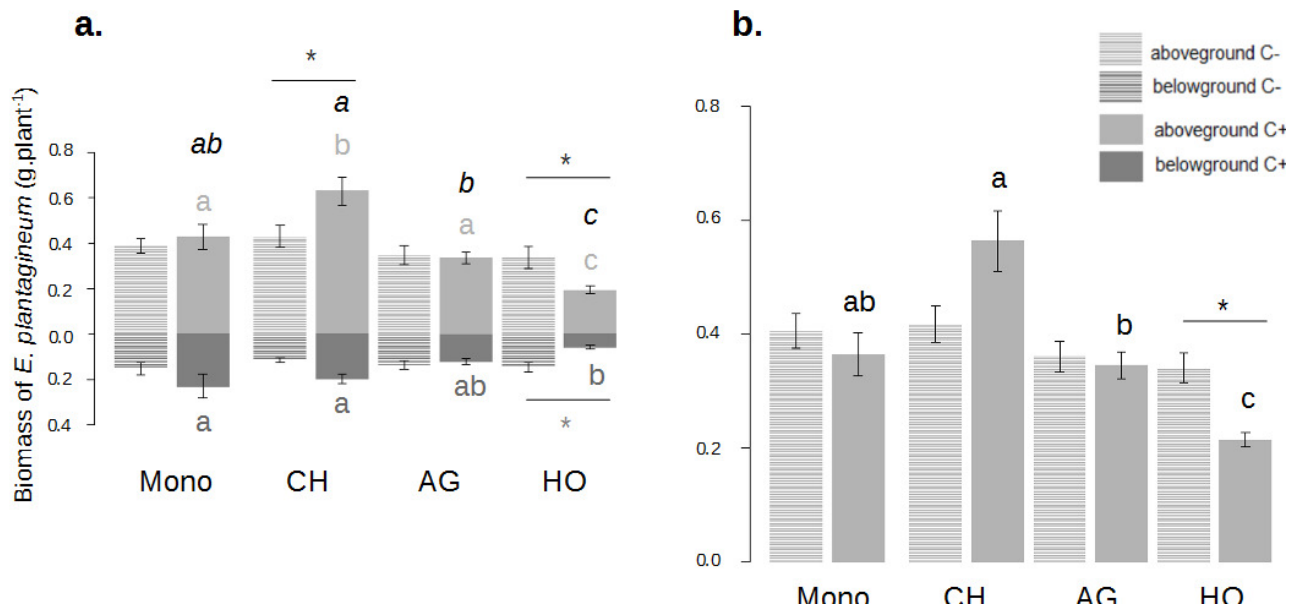 a.
Biomass of E. plantagineum (g.plant-1)
0.8
0.6
0.4
0.2
0.0
0.2
0.4
ab
a
a
*
a
b
a
b
a
ab
*
c
c
b
*
Mono CH AG HO
b.
aboveground C-
belowground C-
aboveground C+
belowground C+
0.8
0.6
0.4
0.2
0.0
ab
a
b
*
c
Mono CH AG HO